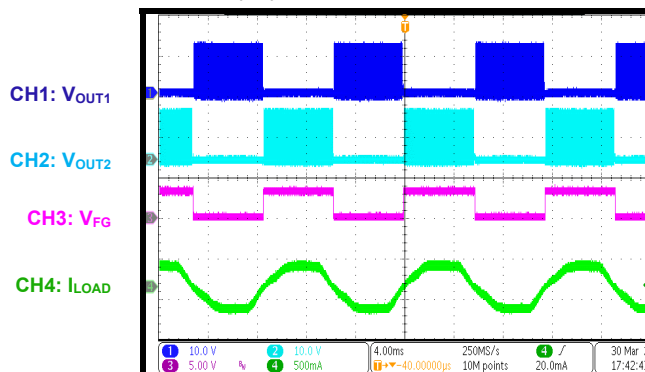 T
CH1: VOUT1
1
CH2: VOUT2
2
CH3: VFG
CH4: ILOAD
4
1 10.0 V 2 10.0 V 4.00ms 250MS/s 4 30 Mar
3 5.00 V BW 4 500mA T→▼-40.00000µs 10M points 20.0mA 17:42:4